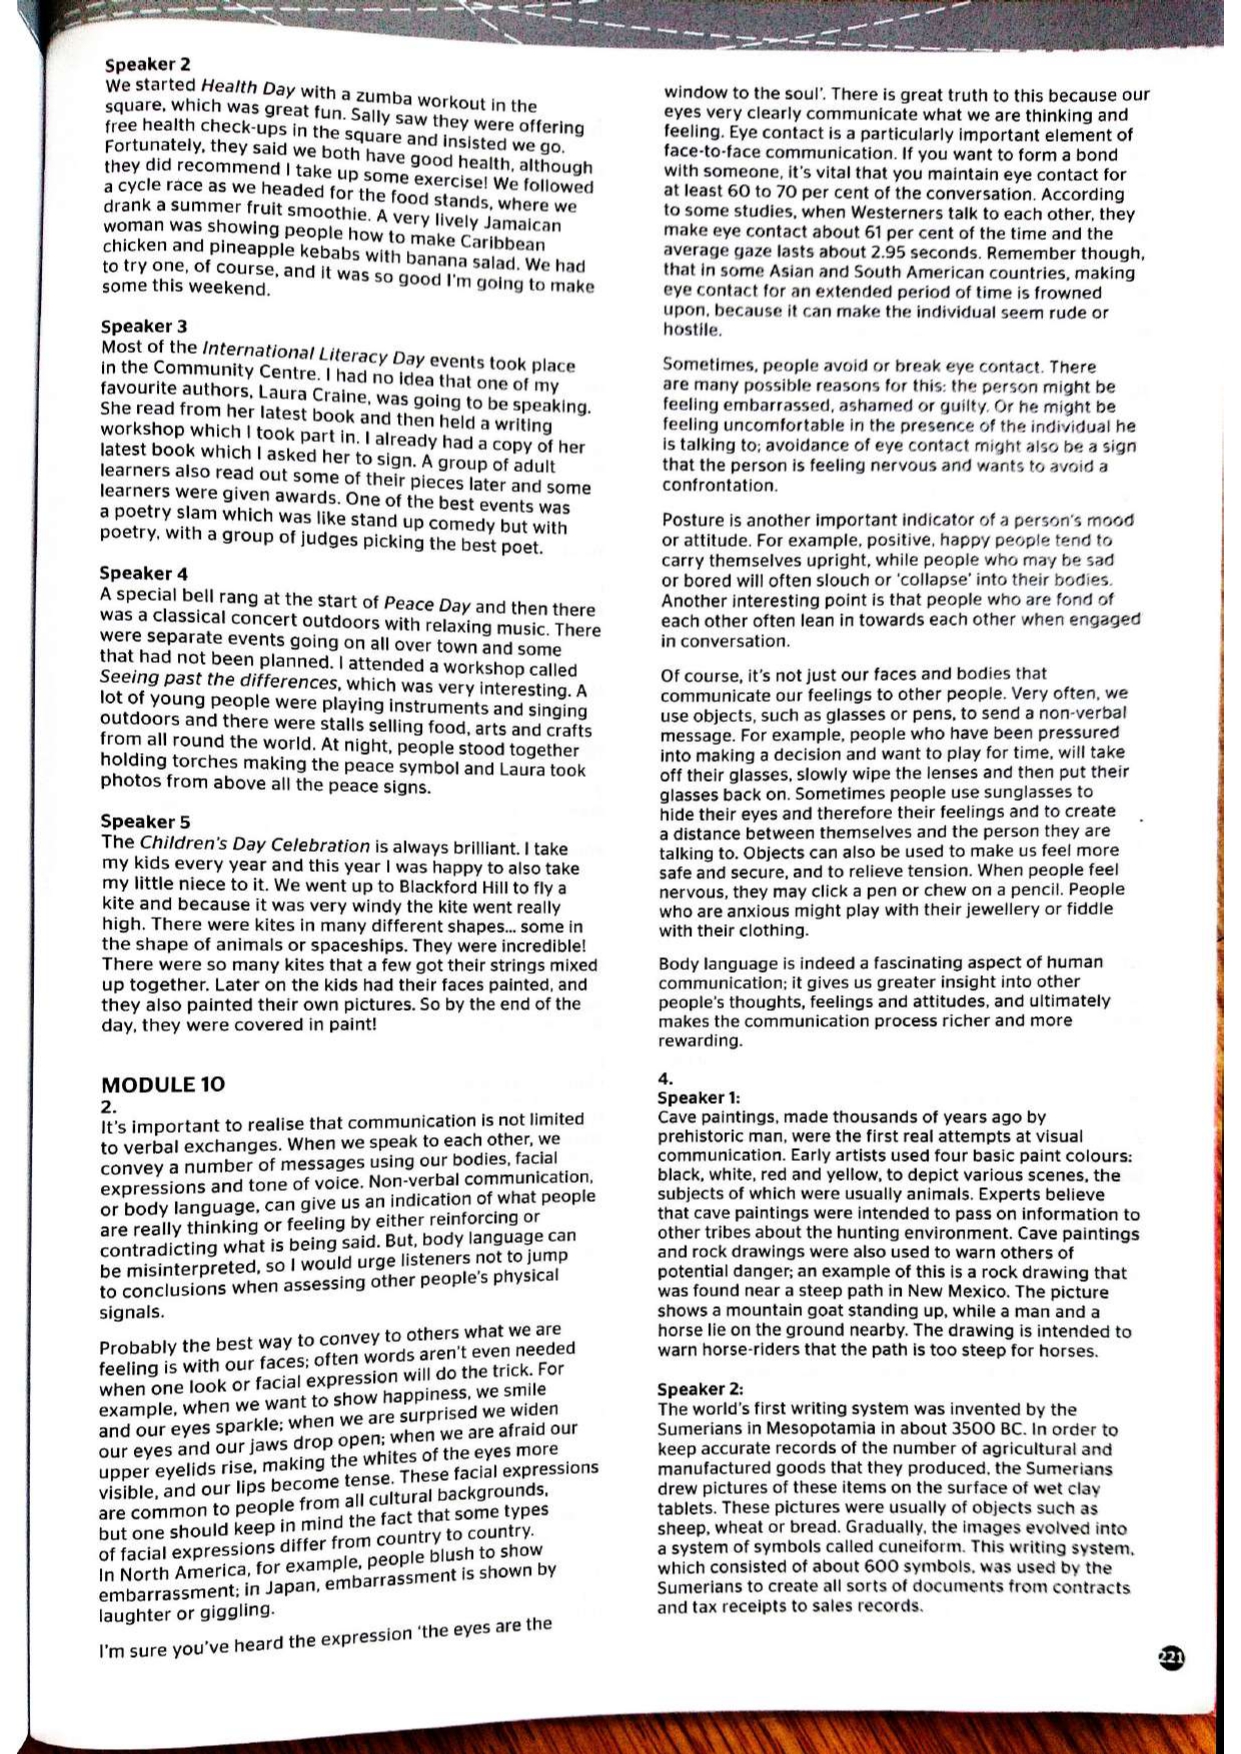 Speaker 2
We started Health Day with a zumba workout in the
square, which was great fun. Sally saw they were offering
free health check-ups in the square and insisted we go.
Fortunately, they said we both have good health, although
they did recommend I take up some exercise! We followed
a cycle race as we headed for the food stands, where we
drank a summer fruit smoothie. A very lively Jamaican
woman was showing people how to make Caribbean
chicken and pineapple kebabs with banana salad. We had
to try one, of course, and it was so good I'm going to make
some this weekend.
Speaker 3
Most of the International Literacy Day events took place
in the Community Centre. I had no idea that one of my
favourite authors, Laura Craine, was going to be speaking.
She read from her latest book and then held a writing
workshop which I took part in. I already had a copy of her
latest book which I asked her to sign. A group of adult
learners also read out some of their pieces later and some
learners were given awards. One of the best events was
a poetry slam which was like stand up comedy but with
poetry, with a group of judges picking the best poet.
Speaker 4
A special bell rang at the start of Peace Day and then there
was a classical concert outdoors with relaxing music. There
were separate events going on all over town and some
that had not been planned. I attended a workshop called
Seeing past the differences, which was very interesting. A
lot of young people were playing instruments and singing
outdoors and there were stalls selling food, arts and crafts
from all round the world. At night, people stood together
holding torches making the peace symbol and Laura took
photos from above all the peace signs.
Speaker 5
The Children's Day Celebration is always brilliant. I take
my kids every year and this year I was happy to also take
my little niece to it. We went up to Blackford Hill to fly a
kite and because it was very windy the kite went really
high. There were kites in many different shapes... some in
the shape of animals or spaceships. They were incredible!
There were so many kites that a few got their strings mixed
up together. Later on the kids had their faces painted, and
they also painted their own pictures. So by the end of the
day, they were covered in paint!
MODULE 10
2.
It's important to realise that communication is not limited
to verbal exchanges. When we speak to each other, we
convey a number of messages using our bodies, facial
expressions and tone of voice. Non-verbal communication,
or body language, can give us an indication of what people
are really thinking or feeling by either reinforcing or
contradicting what is being said. But, body language can
be misinterpreted, so I would urge listeners not to jump
to conclusions when assessing other people's physical
signals.
Probably the best way to convey to others what we are
feeling is with our faces; often words aren't even needed
when one look or facial expression will do the trick. For
example, when we want to show happiness, we smile
and our eyes sparkle; when we are surprised we widen
our eyes and our jaws drop open; when we are afraid our
upper eyelids rise, making the whites of the eyes more
visible, and our lips become tense. These facial expressions
are common to people from all cultural backgrounds,
but one should keep in mind the fact that some types
of facial expressions differ from country to country.
In North America, for example, people blush to show
embarrassment; in Japan, embarrassment is shown by
laughter or giggling.
I'm sure you've heard the expression 'the eyes are the
window to the soul'. There is great truth to this because our
eyes very clearly communicate what we are thinking and
feeling. Eye contact is a particularly important element of
face-to-face communication. If you want to form a bond
with someone, it's vital that you maintain eye contact for
at least 60 to 70 per cent of the conversation. According
to some studies, when Westerners talk to each other, they
make eye contact about 61 per cent of the time and the
average gaze lasts about 2.95 seconds. Remember though,
that in some Asian and South American countries, making
eye contact for an extended period of time is frowned
upon, because it can make the individual seem rude or
hostile.
Sometimes, people avoid or break eye contact. There
are many possible reasons for this: the person might be
feeling embarrassed, ashamed or guilty. Or he might be
feeling uncomfortable in the presence of the individual he
is talking to; avoidance of eye contact might also be a sign
that the person is feeling nervous and wants to avoid a
confrontation.
Posture is another important indicator of a person's mood
or attitude. For example, positive, happy people tend to
carry themselves upright, while people who may be sad
or bored will often slouch or 'collapse' into their bodies.
Another interesting point is that people who are fond of
each other often lean in towards each other when engaged
in conversation.
Of course, it's not just our faces and bodies that
communicate our feelings to other people. Very often, we
use objects, such as glasses or pens, to send a non-verbal
message. For example, people who have been pressured
into making a decision and want to play for time, will take
off their glasses, slowly wipe the lenses and then put their
glasses back on. Sometimes people use sunglasses to
hide their eyes and therefore their feelings and to create
a distance between themselves and the person they are
talking to. Objects can also be used to make us feel more
safe and secure, and to relieve tension. When people feel
nervous, they may click a pen or chew on a pencil. People
who are anxious might play with their jewellery or fiddle
with their clothing.
Body language is indeed a fascinating aspect of human
communication; it gives us greater insight into other
people's thoughts, feelings and attitudes, and ultimately
makes the communication process richer and more
rewarding.
4.
Speaker 1:
Cave paintings, made thousands of years ago by
prehistoric man, were the first real attempts at visual
communication. Early artists used four basic paint colours:
black, white, red and yellow, to depict various scenes, the
subjects of which were usually animals. Experts believe
that cave paintings were intended to pass on information to
other tribes about the hunting environment. Cave paintings
and rock drawings were also used to warn others of
potential danger; an example of this is a rock drawing that
was found near a steep path in New Mexico. The picture
shows a mountain goat standing up, while a man and a
horse lie on the ground nearby. The drawing is intended to
warn horse-riders that the path is too steep for horses.
Speaker 2:
The world's first writing system was invented by the
Sumerians in Mesopotamia in about 3500 BC. In order to
keep accurate records of the number of agricultural and
manufactured goods that they produced, the Sumerians
drew pictures of these items on the surface of wet clay
tablets. These pictures were usually of objects such as
sheep, wheat or bread. Gradually, the images evolved into
a system of symbols called cuneiform. This writing system,
which consisted of about 600 symbols, was used by the
Sumerians to create all sorts of documents from contracts
and tax receipts to sales records.
221